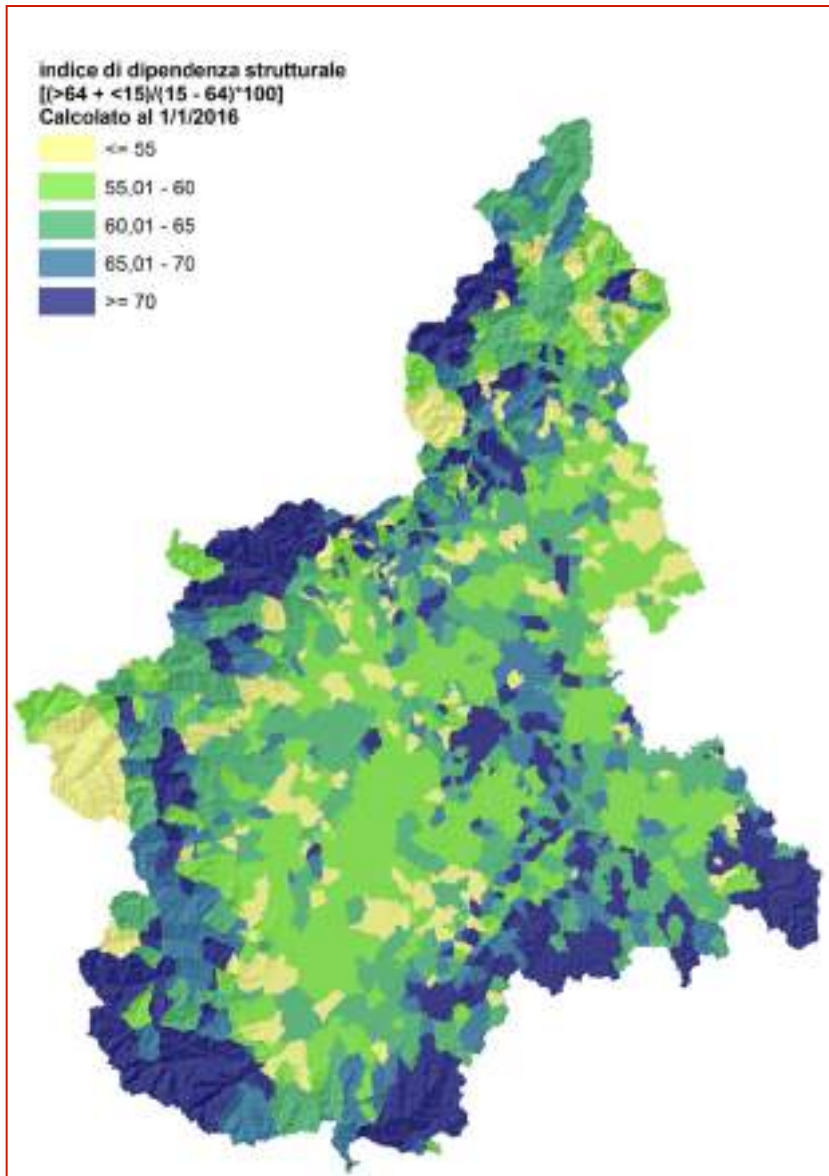 indice di dipendenza strutturale
[(>64 + <15)/(15 - 64)*100]
Calcolato al 1/1/2016
<= 55
55,01 - 60
60,01 - 65
65,01 - 70
>= 70